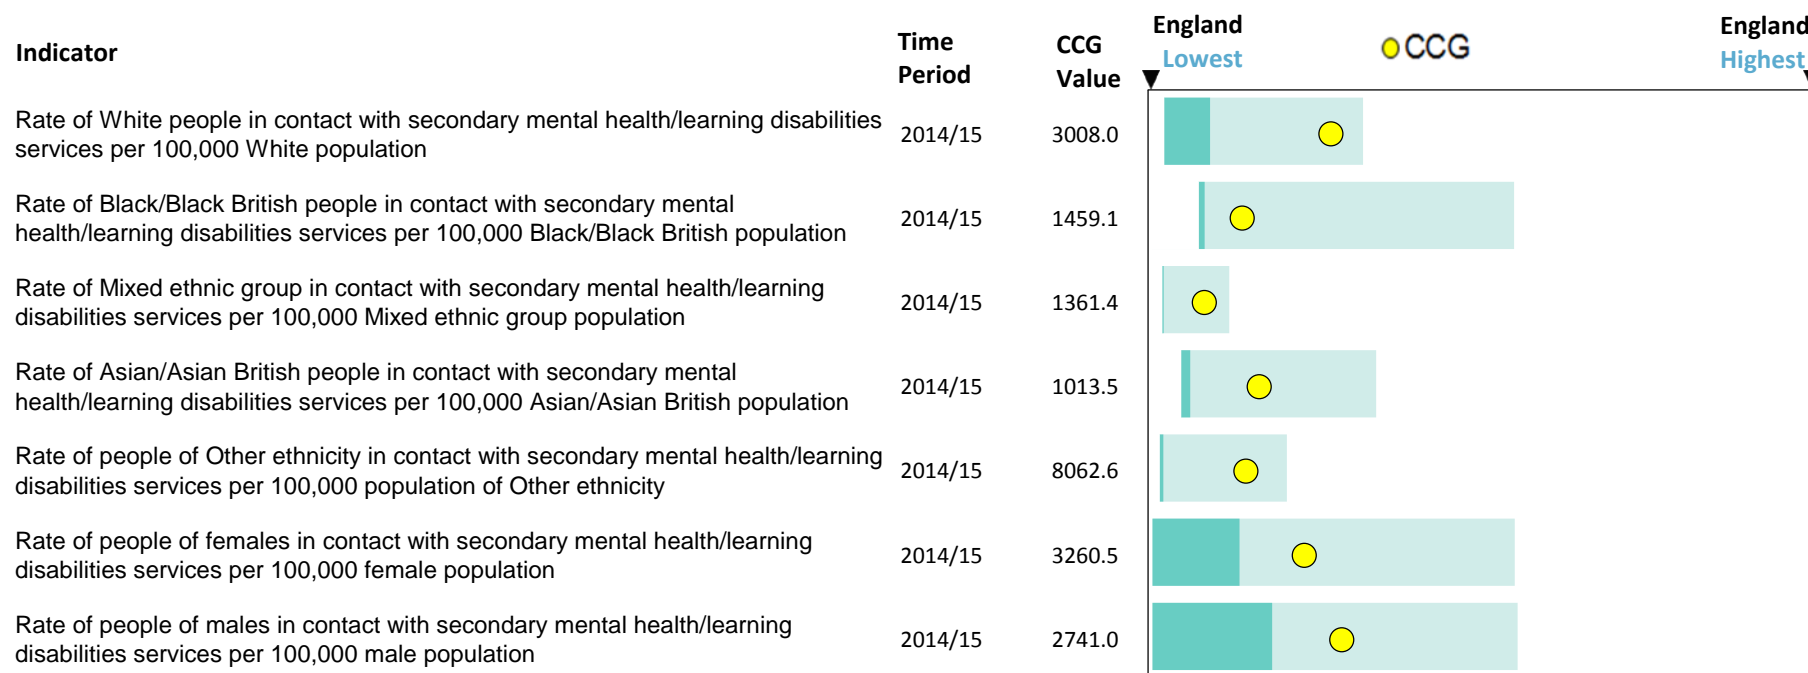 Indicator
Time Period
CCG Value
England Lowest
CCG
England Highest
Rate of White people in contact with secondary mental health/learning disabilities
services per 100,000 White population
2014/15
3008.0
Rate of Black/Black British people in contact with secondary mental
health/learning disabilities services per 100,000 Black/Black British population
2014/15
1459.1
Rate of Mixed ethnic group in contact with secondary mental health/learning
disabilities services per 100,000 Mixed ethnic group population
2014/15
1361.4
Rate of Asian/Asian British people in contact with secondary mental
health/learning disabilities services per 100,000 Asian/Asian British population
2014/15
1013.5
Rate of people of Other ethnicity in contact with secondary mental health/learning
disabilities services per 100,000 population of Other ethnicity
2014/15
8062.6
Rate of people of females in contact with secondary mental health/learning
disabilities services per 100,000 female population
2014/15
3260.5
Rate of people of males in contact with secondary mental health/learning
disabilities services per 100,000 male population
2014/15
2741.0